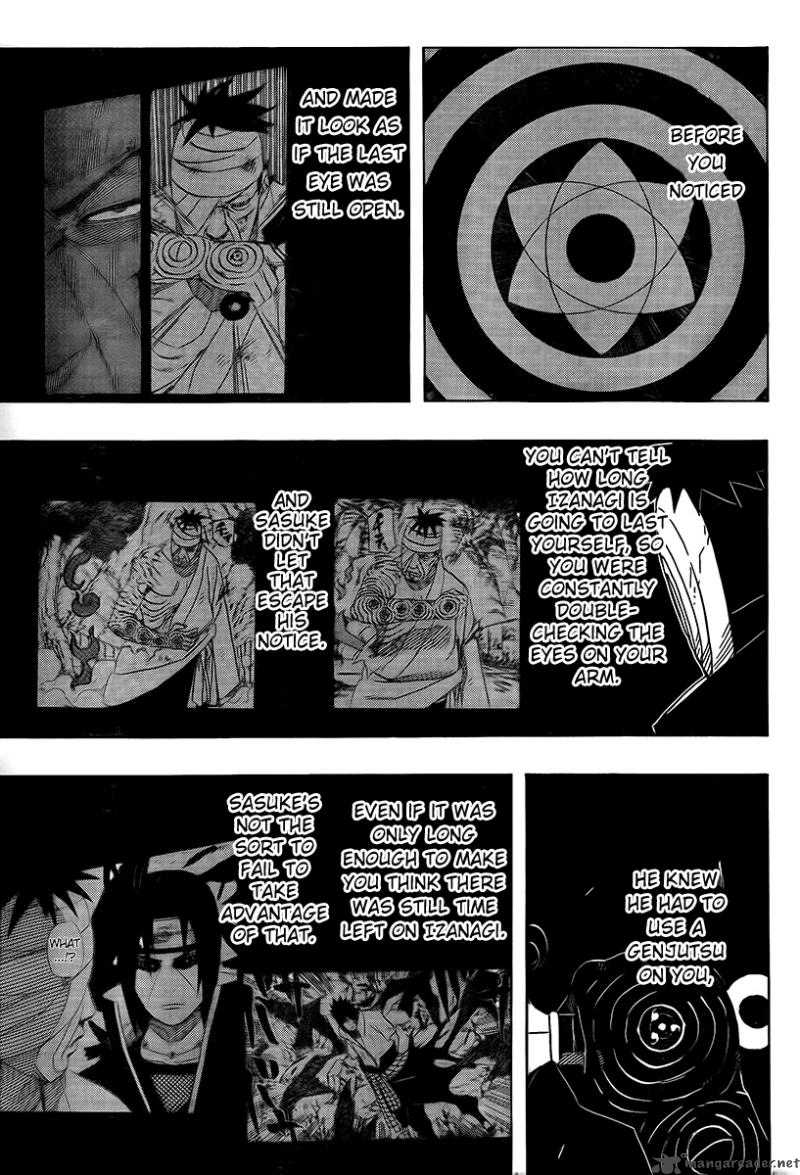 BEFORE
YOU
NOTICED
AND MADE
IT LOOK AS
IF THE LAST
EYE WAS
STILL OPEN.
YOU CAN'T TELL
HOW LONG
IZANAGI IS
GOING TO LAST
YOURSELF, SO
YOU WERE
CONSTANTLY
DOUBLE-
CHECKING THE
EYES ON YOUR
ARM.
AND
SASUKE
DIDN'T
LET
THAT
ESCAPE
HIS
NOTICE.
HE KNEW
HE HAD TO
USE A
GENJUTSU
ON YOU,
EVEN IF IT WAS
ONLY LONG
ENOUGH TO MAKE
YOU THINK THERE
WAS STILL TIME
LEFT ON IZANAGI.
SASUKE'S
NOT THE
SORT TO
FAIL TO
TAKE
ADVANTAGE
OF THAT.
WHAT
...!?
mangareader.net